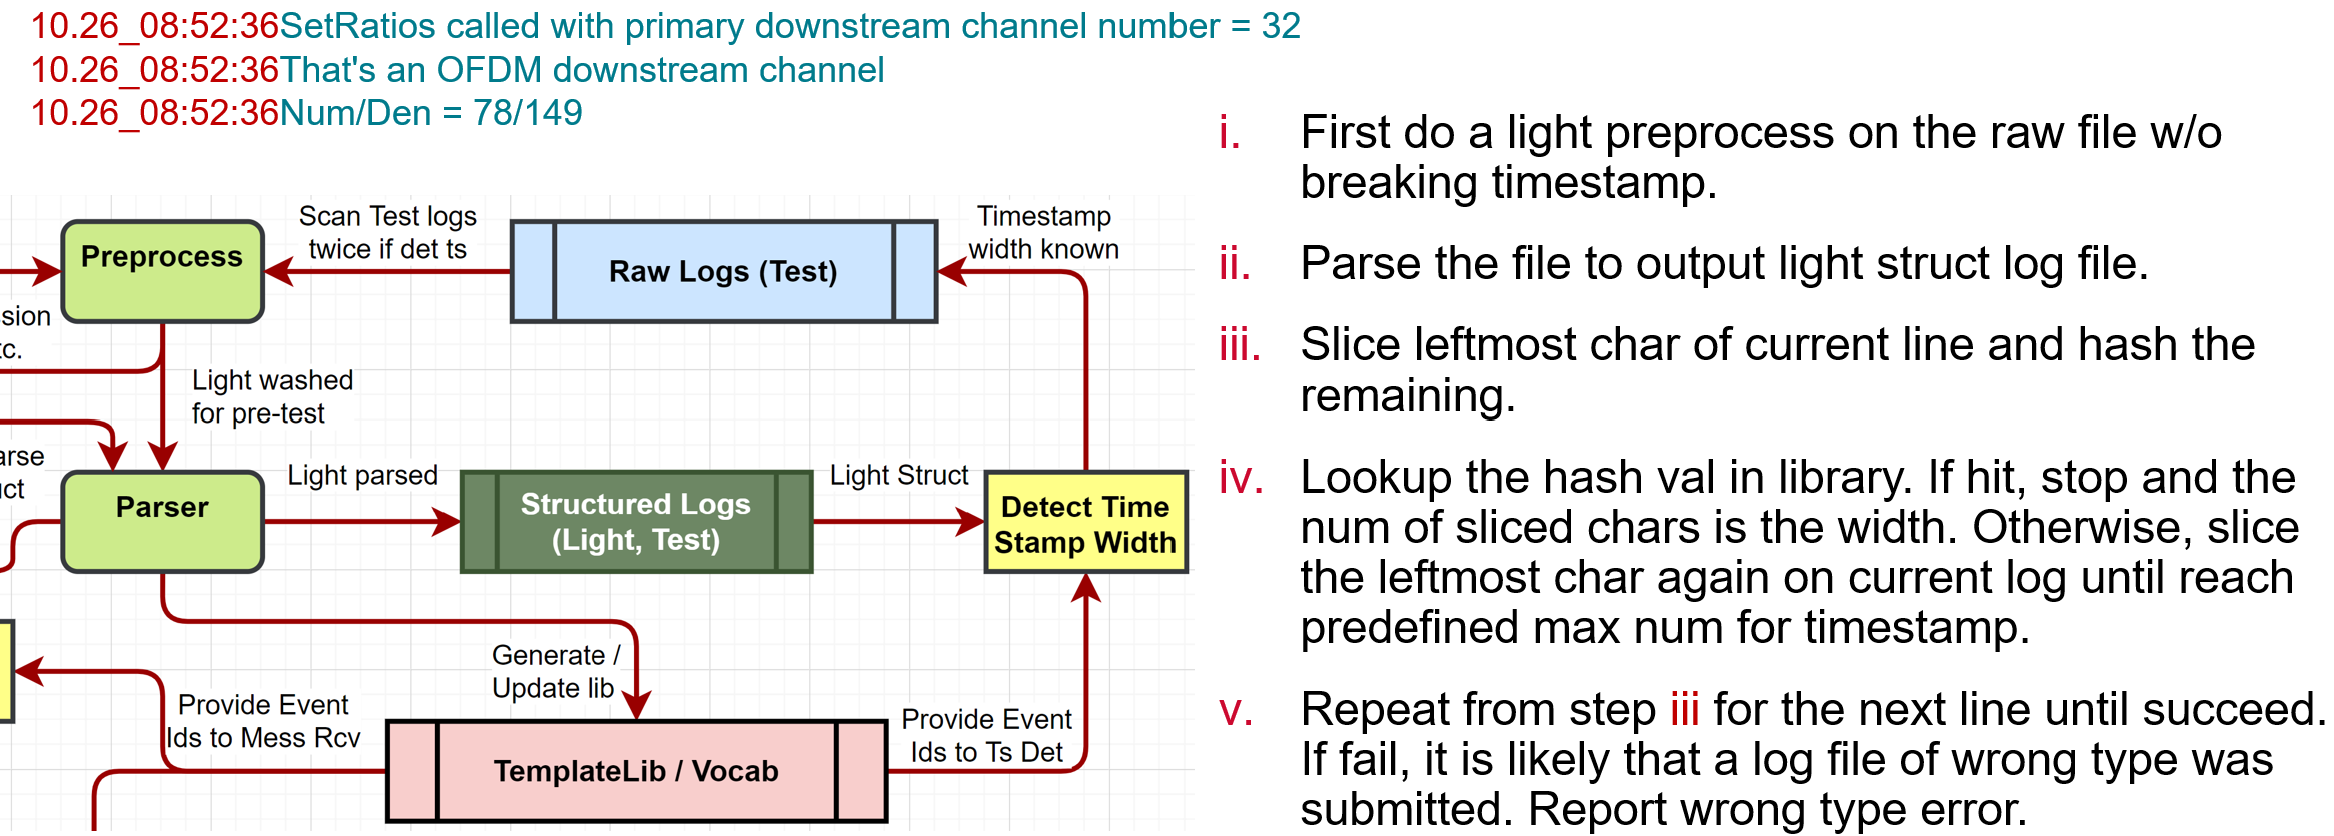 10.26_08:52:36SetRatios called with primary downstream channel number = 32
10.26_08:52:36That's an OFDM downstream channel
10.26_08:52:36Num/Den = 78/149
Scan Test logs
twice if det ts
Timestamp
width known
Preprocess
Raw Logs (Test)
sion
tc.
Light washed
for pre-test
arse
uct
Light parsed
Light Struct
Parser
Structured Logs
(Light, Test)
Detect Time
Stamp Width
Generate /
Update lib
Provide Event
Ids to Mess Rcv
Provide Event
Ids to Ts Det
TemplateLib / Vocab
i. First do a light preprocess on the raw file w/o
breaking timestamp.
ii. Parse the file to output light struct log file.
iii. Slice leftmost char of current line and hash the
remaining.
iv. Lookup the hash val in library. If hit, stop and the
num of sliced chars is the width. Otherwise, slice
the leftmost char again on current log until reach
predefined max num for timestamp.
v. Repeat from step iii for the next line until succeed.
If fail, it is likely that a log file of wrong type was
submitted. Report wrong type error.